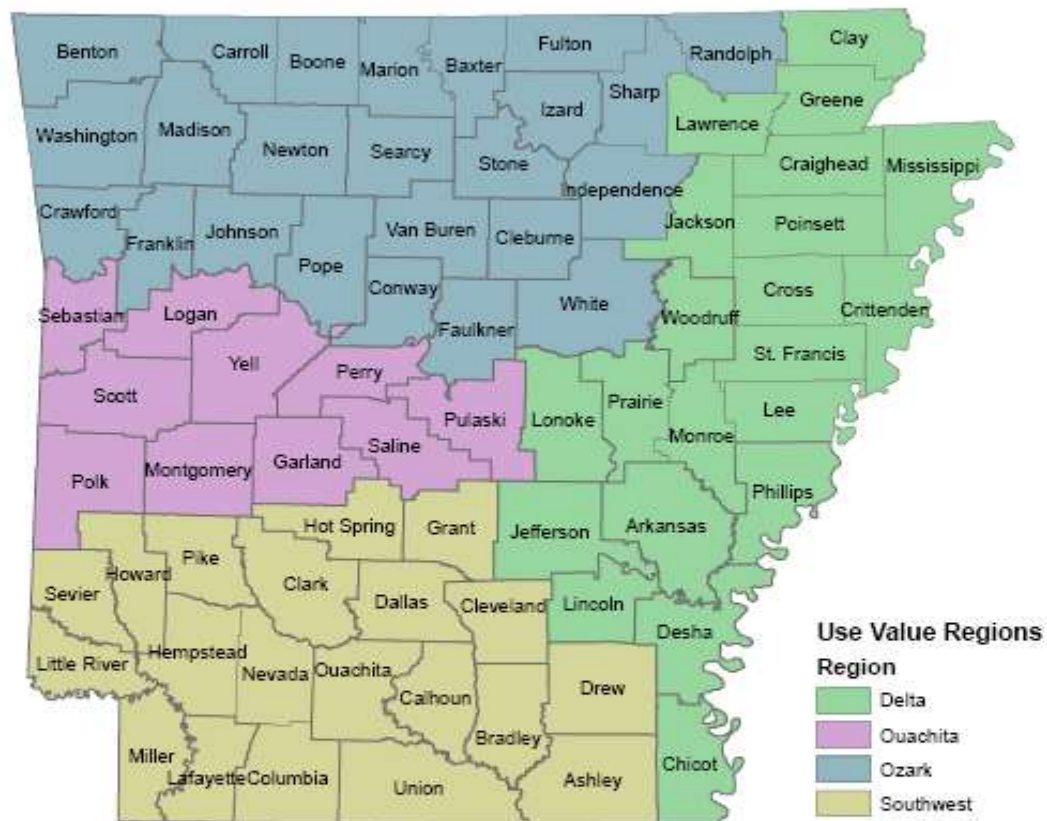 Benton
Carroll
Boone
Marion
Baxter
Fulton
Randolph
Clay
Izard
Sharp
Greene
Washington
Madison
Newton
Searcy
Stone
Lawrence
Craighead
Mississippi
Independence
Crawford
Franklin
Johnson
Pope
Van Buren
Cleburne
Jackson
Poinsett
Conway
Faulkner
White
Woodruff
Cross
Crittenden
Sebastian
Logan
Yell
Perry
St. Francis
Scott
Pulaski
Lonoke
Prairie
Lee
Monroe
Polk
Montgomery
Garland
Saline
Phillips
Hot Spring
Grant
Jefferson
Arkansas
Howard
Pike
Clark
Sevier
Dallas
Cleveland
Lincoln
Desha
Little River
Hempstead
Nevada
Ouachita
Calhoun
Drew
Bradley
Miller
Lafayette
Columbia
Union
Ashley
Chicot
Use Value Regions
Region
Delta
Ouachita
Ozark
Southwest